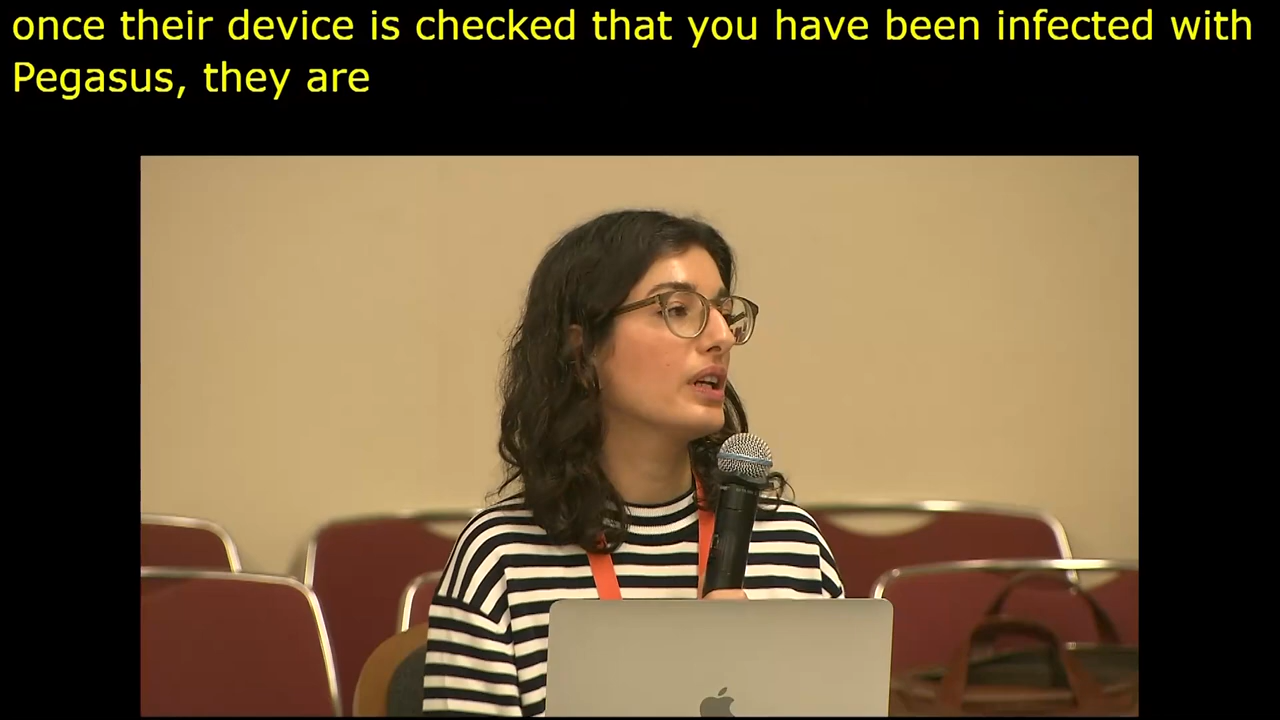 once their device is checked that you have been infected with
Pegasus, they are